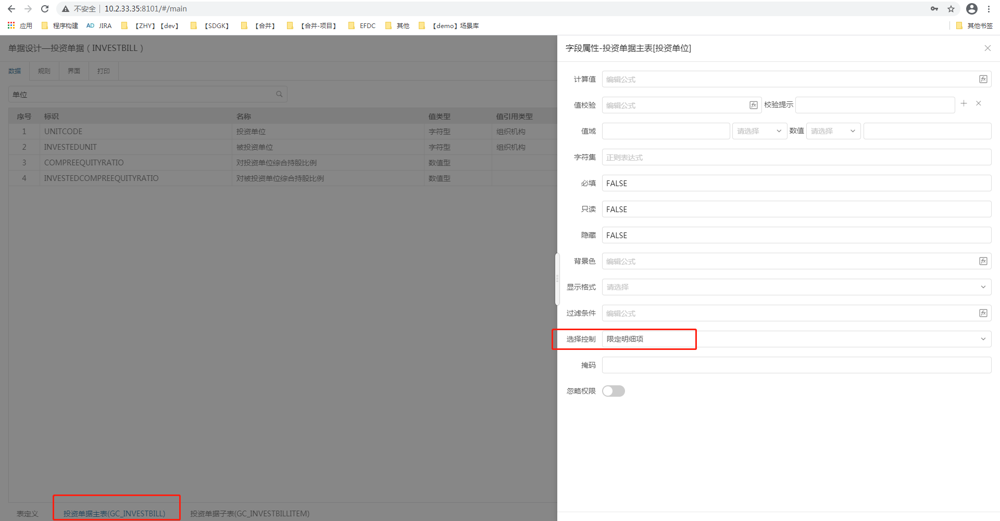 不安全 10.2.33.35:8101/#/main
应用 程序构建 AD JIRA 【ZHY】【dev】 【SDGK】 【合并】 【合并-项目】 EFDC 其他 【demo】场景库 其他书签
单据设计—投资单据（INVESTBILL）
数据 规则 界面 打印
单位
序号 标识 名称 值类型 值引用类型
1 UNITCODE 投资单位 字符型 组织机构
2 INVESTEDUNIT 被投资单位 字符型 组织机构
3 COMPREEQUITYRATIO 对投资单位综合持股比例 数值型
4 INVESTEDCOMPREEQUITYRATIO 对被投资单位综合持股比例 数值型
表定义 投资单据主表(GC_INVESTBILL) 投资单据子表(GC_INVESTBILLITEM)
字段属性-投资单据主表[投资单位]
计算值 编辑公式
值校验 编辑公式 校验提示
值域 请选择 数值 请选择
字符集 正则表达式
必填 FALSE
只读 FALSE
隐藏 FALSE
背景色 编辑公式
显示格式 请选择
过滤条件 编辑公式
选择控制 限定明细项
掩码
忽略权限